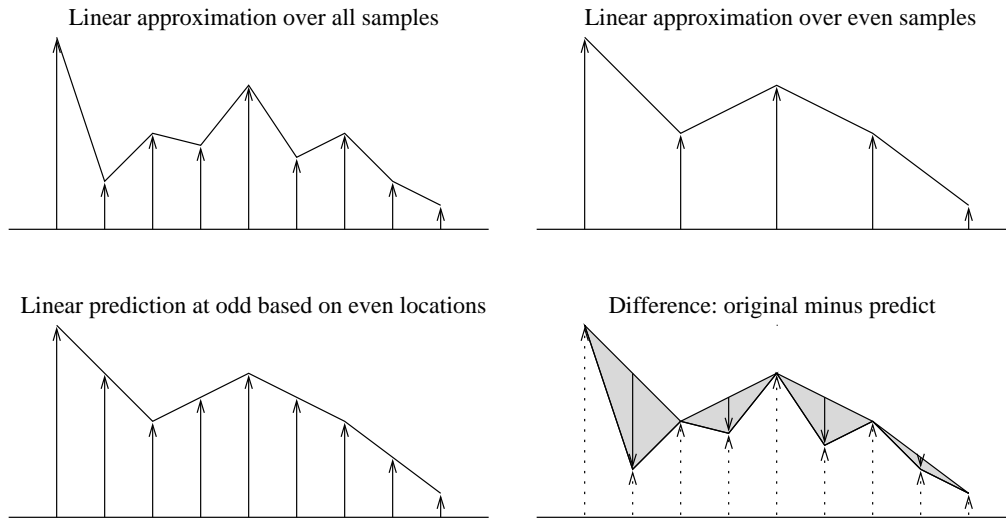 Linear approximation over all samples
Linear approximation over even samples
Linear prediction at odd based on even locations
Difference: original minus predict